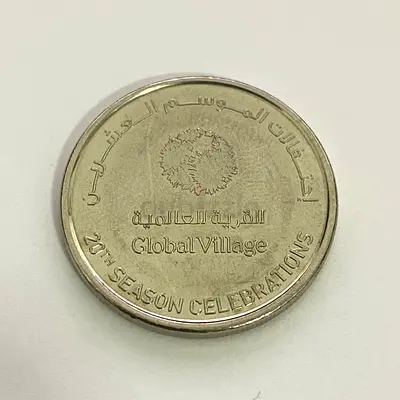 إحتفالات الموسم العشرين
القرية العالمية
Global Village
20TH SEASON CELEBRATIONS